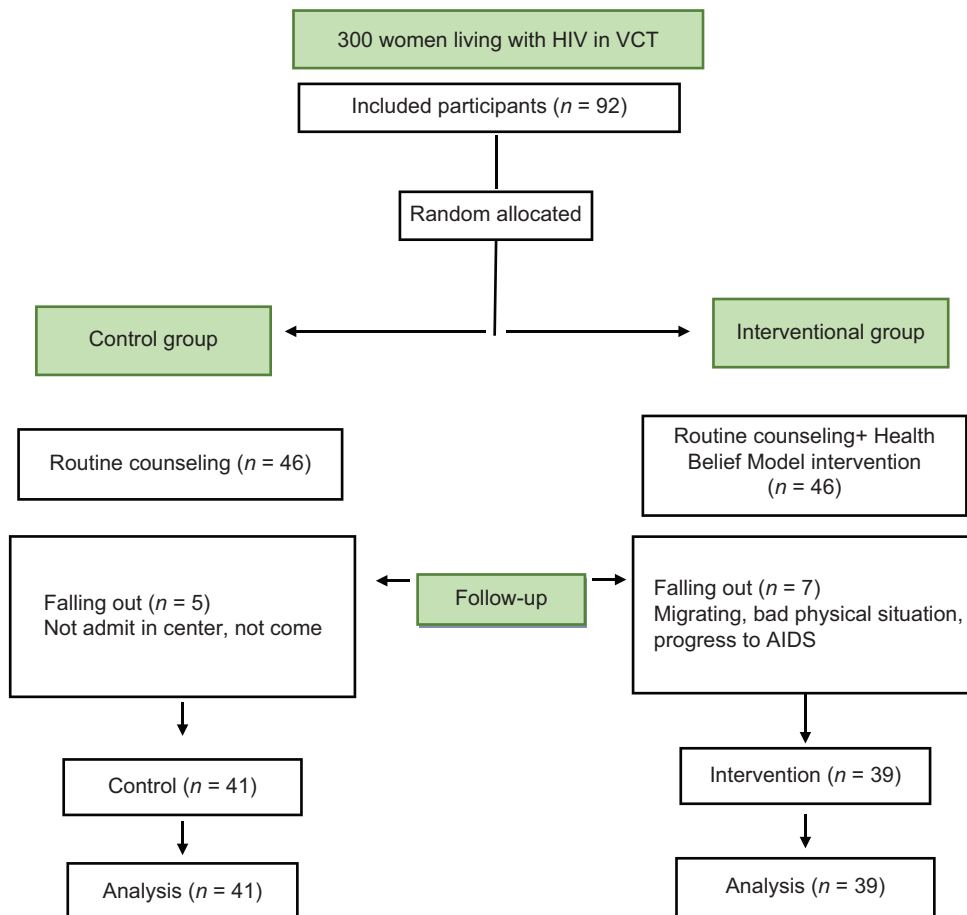 300 women living with HIV in VCT
Included participants (n = 92)
Random allocated
Control group
Interventional group
Routine counseling (n = 46)
Routine counseling+ Health
Belief Model intervention
(n = 46)
Falling out (n = 5)
Not admit in center, not come
Follow-up
Falling out (n = 7)
Migrating, bad physical situation,
progress to AIDS
Control (n = 41)
Intervention (n = 39)
Analysis (n = 41)
Analysis (n = 39)